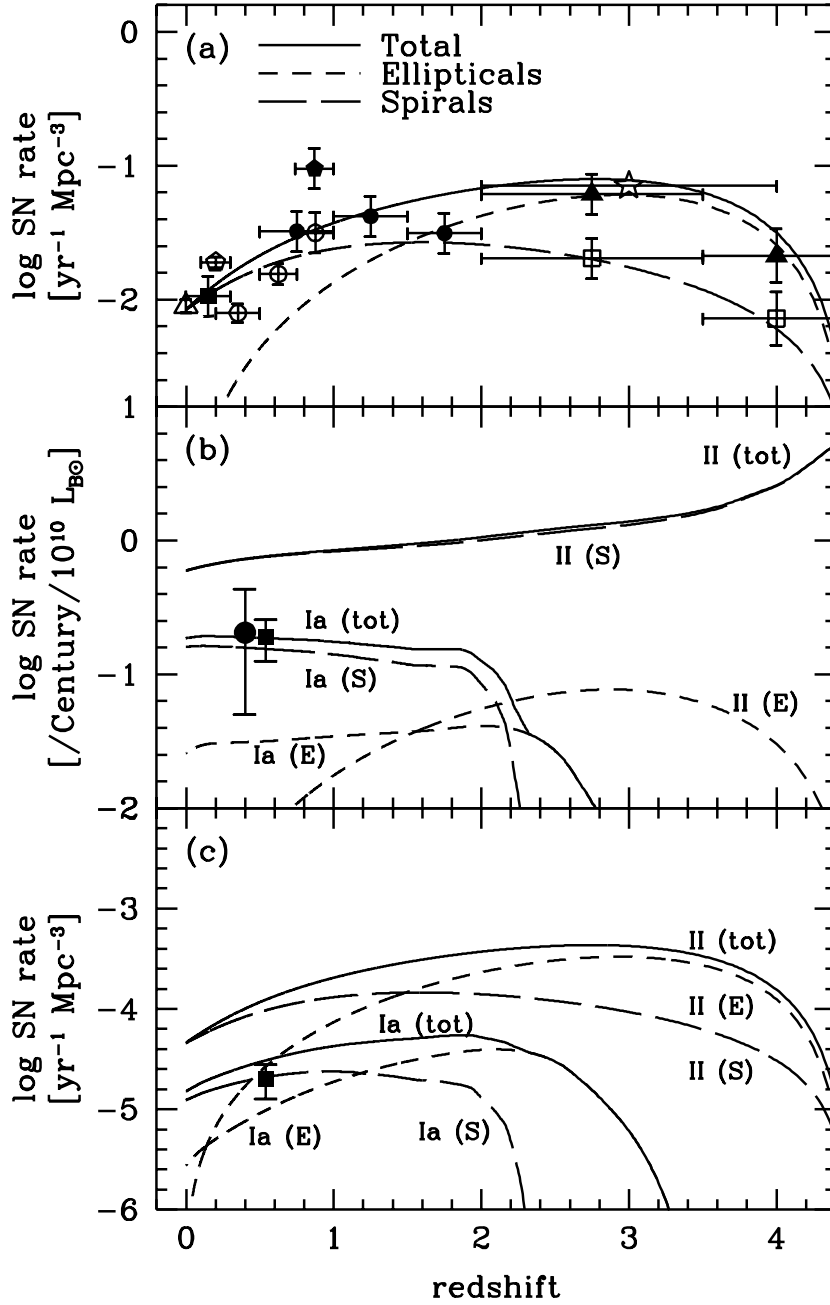 0
(a)
Total
Ellipticals
Spirals
−1
−2
log SN rate
[yr−1 Mpc−3]
1
(b)
II (tot)
0
II (S)
Ia (tot)
−1
Ia (S)
II (E)
Ia (E)
−2
log SN rate
[/Century/10^10 L_B⊙]
(c)
−3
II (tot)
−4
II (E)
Ia (tot)
II (S)
−5
Ia (E)
Ia (S)
−6
log SN rate
[yr−1 Mpc−3]
0 1 2 3 4
redshift